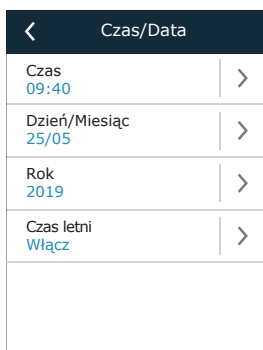 Czas/Data
Czas
09:40
Dzień/Miesiąc
25/05
Rok
2019
Czas letni
Włącz